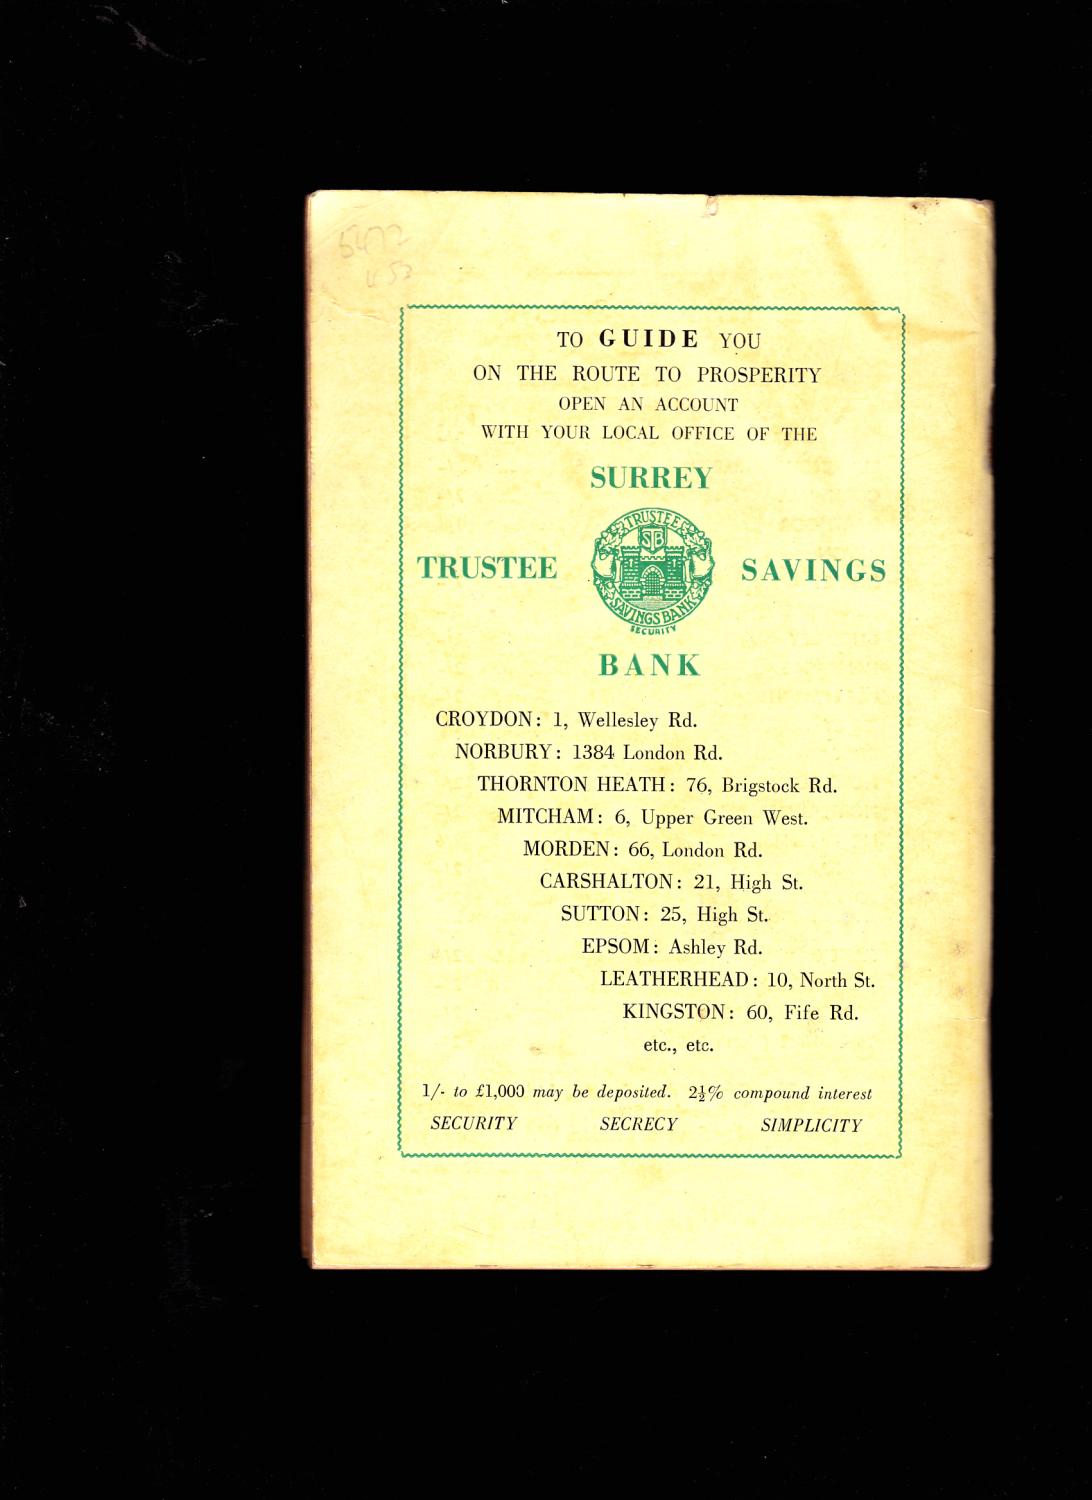 TO GUIDE YOU
ON THE ROUTE TO PROSPERITY
OPEN AN ACCOUNT
WITH YOUR LOCAL OFFICE OF THE
SURREY
TRUSTEE SAVINGS
TRUSTEE
STB
SAVINGS BANK
SECURITY
BANK
CROYDON: 1, Wellesley Rd.
NORBURY: 1384 London Rd.
THORNTON HEATH: 76, Brigstock Rd.
MITCHAM: 6, Upper Green West.
MORDEN: 66, London Rd.
CARSHALTON: 21, High St.
SUTTON: 25, High St.
EPSOM: Ashley Rd.
LEATHERHEAD: 10, North St.
KINGSTON: 60, Fife Rd.
etc., etc.
1/- to £1,000 may be deposited. 2½% compound interest
SECURITY SECRECY SIMPLICITY